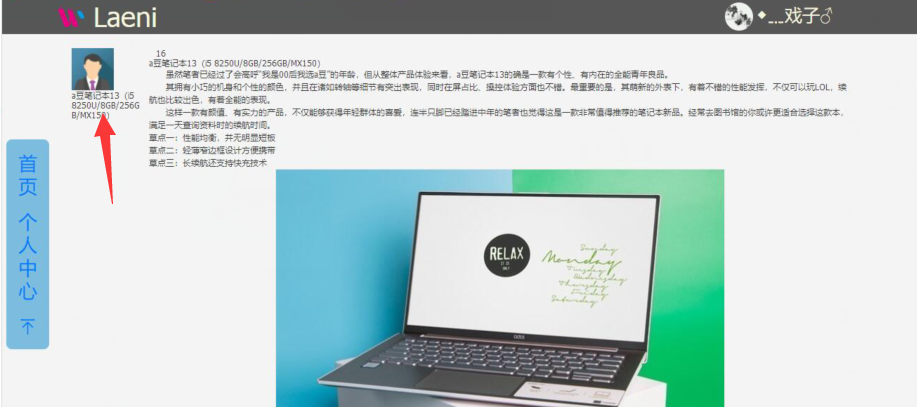 Laeni
◆﹎戏子♂
a豆笔记本13（i5
8250U/8GB/256G
B/MX150）
首
页
个
人
中
心
16
a豆笔记本13（i5 8250U/8GB/256GB/MX150）
虽然笔者已经过了会高呼"我是00后我选a豆"的年龄，但从整体产品体验来看，a豆笔记本13的确是一款有个性、有内在的全能青年良品。
其拥有小巧的机身和个性的颜色，并且在诸如转轴等细节有突出表现，同时在屏占比、操控体验方面也不错。最重要的是，其萌新的外表下，有着不错的性能发挥，不仅可以玩LOL，续
航也比较出色，有着全能的表现。
这样一款有颜值、有实力的产品，不仅能够获得年轻群体的喜爱，连半只脚已经踏进中年的笔者也觉得这是一款非常值得推荐的笔记本新品。经常去图书馆的你或许更适合选择这款本，
满足一天查询资料时的续航时间。
草点一：性能均衡，并无明显短板
草点二：轻薄窄边框设计方便携带
草点三：长续航还支持快充技术
RELAX
Sunday
Monday
Tuesday
Wednesday
Thursday
Friday
Saturday